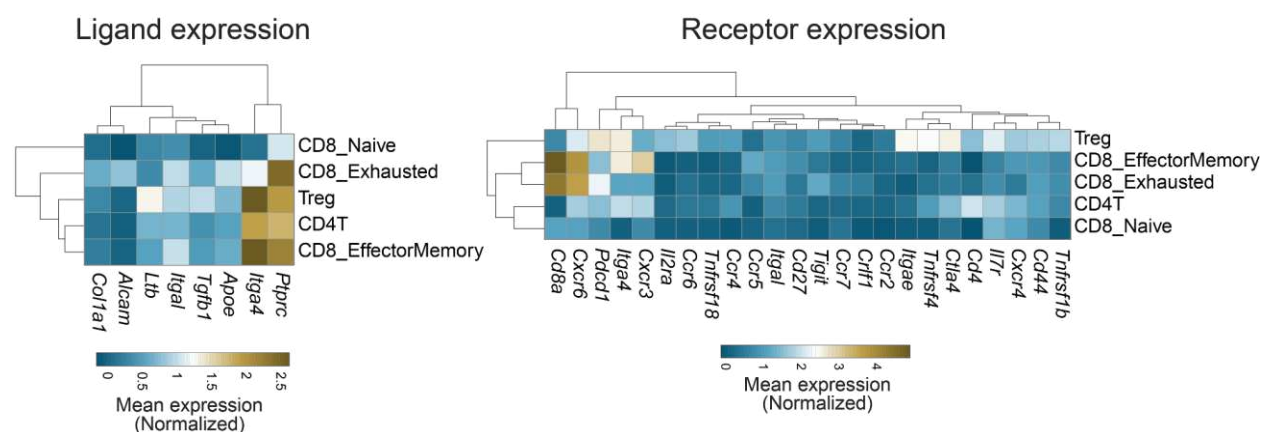 Ligand expression
CD8_Naive
CD8_Exhausted
Treg
CD4T
CD8_EffectorMemory
Col1a1
Alcam
Ltb
Itgal
Tgfb1
Apoe
Itga4
Ptprc
0 0.5 1 1.5 2 2.5
Mean expression
(Normalized)
Receptor expression
Treg
CD8_EffectorMemory
CD8_Exhausted
CD4T
CD8_Naive
Cd8a
Cxcr6
Pdcd1
Itga4
Cxcr3
Il2ra
Ccr6
Tnfrsf18
Ccr4
Ccr5
Itgal
Cd27
Tigit
Ccr7
Crlf1
Ccr2
Itgae
Tnfrsf4
Ctla4
Cd4
Il7r
Cxcr4
Cd44
Tnfrsf1b
0 1 2 3 4
Mean expression
(Normalized)